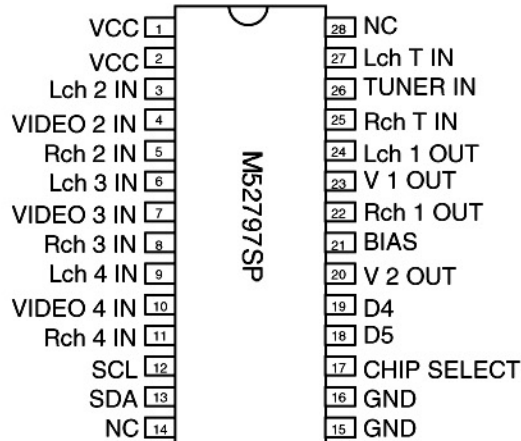 VCC 1 28 NC
VCC 2 27 Lch T IN
Lch 2 IN 3 26 TUNER IN
VIDEO 2 IN 4 25 Rch T IN
Rch 2 IN 5 24 Lch 1 OUT
Lch 3 IN 6 23 V 1 OUT
VIDEO 3 IN 7 22 Rch 1 OUT
Rch 3 IN 8 21 BIAS
Lch 4 IN 9 20 V 2 OUT
VIDEO 4 IN 10 19 D4
Rch 4 IN 11 18 D5
SCL 12 17 CHIP SELECT
SDA 13 16 GND
NC 14 15 GND
M52797SP